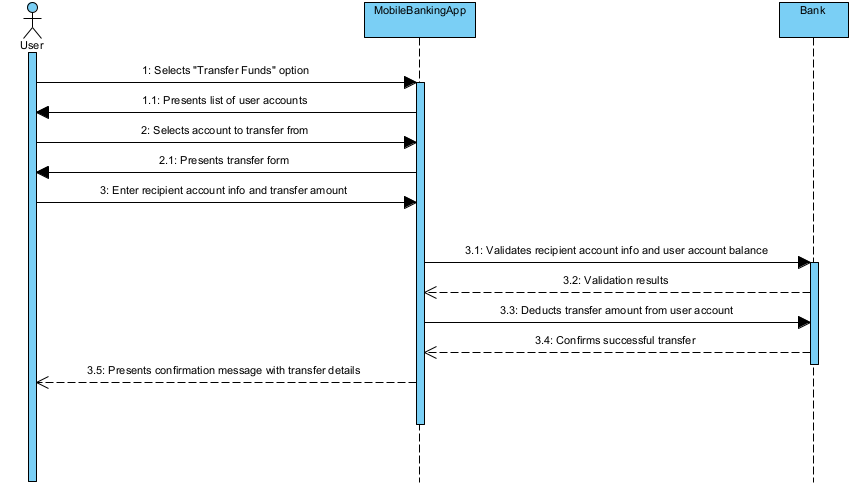 MobileBankingApp
Bank
User
1: Selects "Transfer Funds" option
1.1: Presents list of user accounts
2: Selects account to transfer from
2.1: Presents transfer form
3: Enter recipient account info and transfer amount
3.1: Validates recipient account info and user account balance
3.2: Validation results
3.3: Deducts transfer amount from user account
3.4: Confirms successful transfer
3.5: Presents confirmation message with transfer details